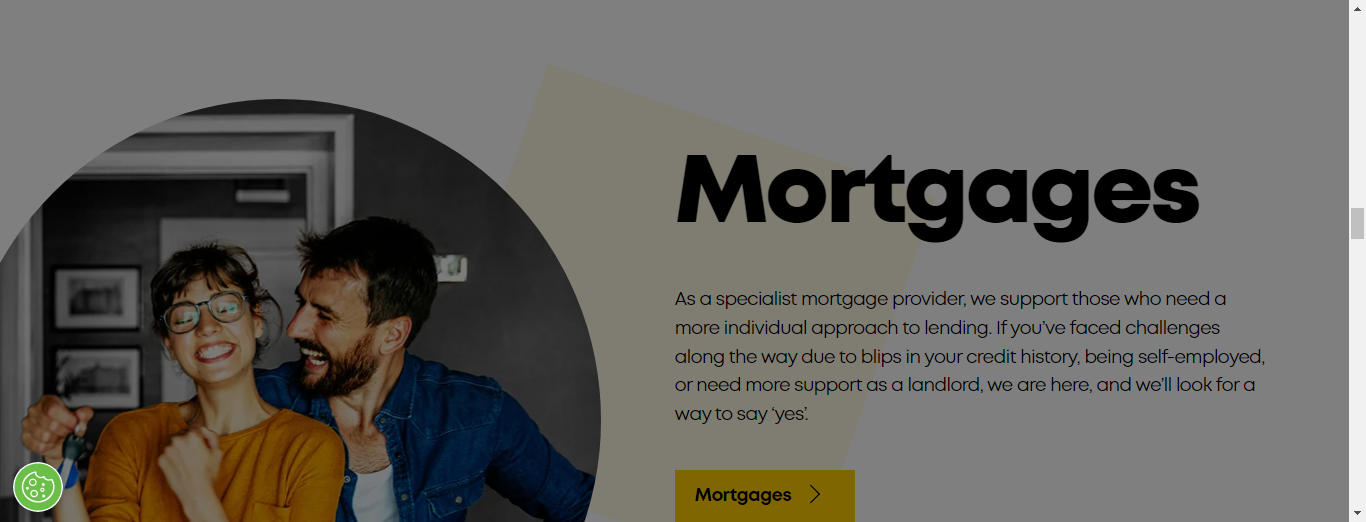 Mortgages
As a specialist mortgage provider, we support those who need a
more individual approach to lending. If you’ve faced challenges
along the way due to blips in your credit history, being self-employed,
or need more support as a landlord, we are here, and we’ll look for a
way to say ‘yes’.
Mortgages